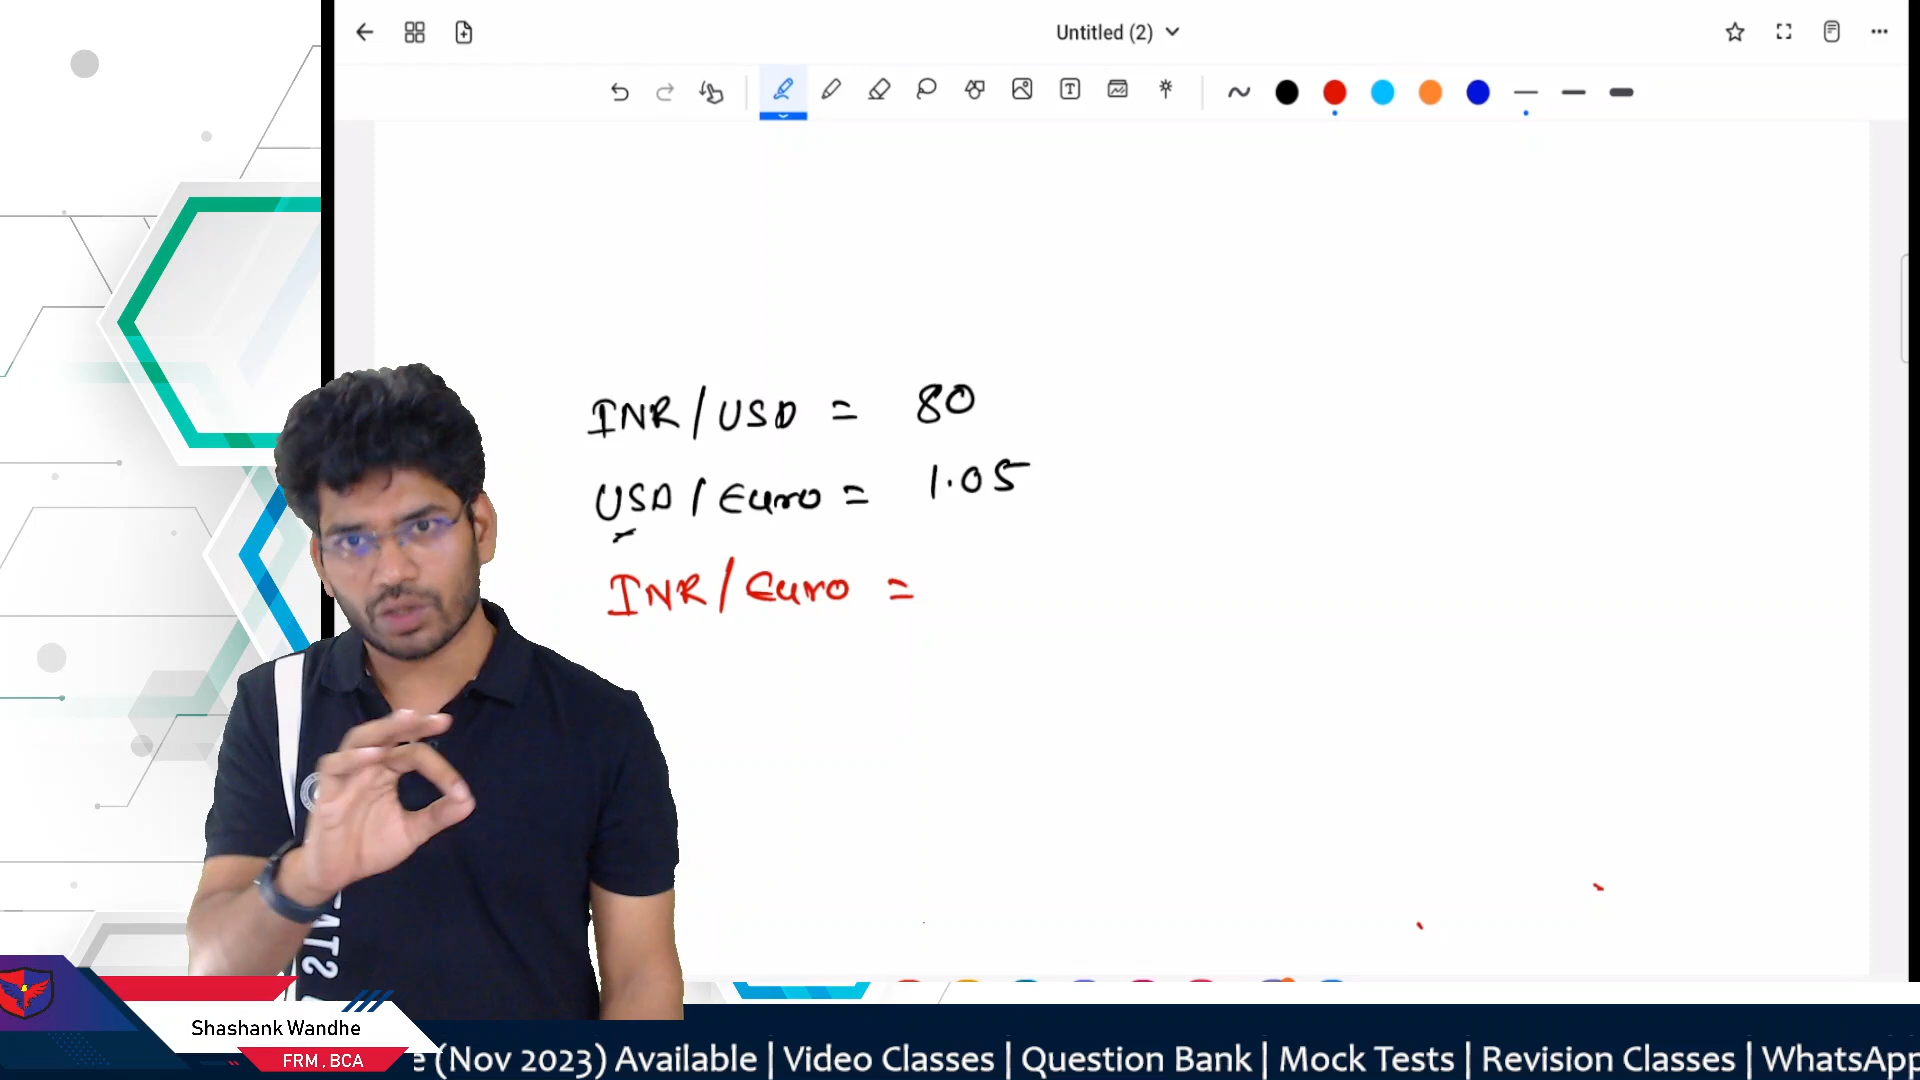 Untitled (2)
INR/USD = 80
USD/Euro = 1.05
INR/Euro =
Shashank Wandhe
FRM, BCA
e (Nov 2023) Available | Video Classes | Question Bank | Mock Tests | Revision Classes | WhatsApp